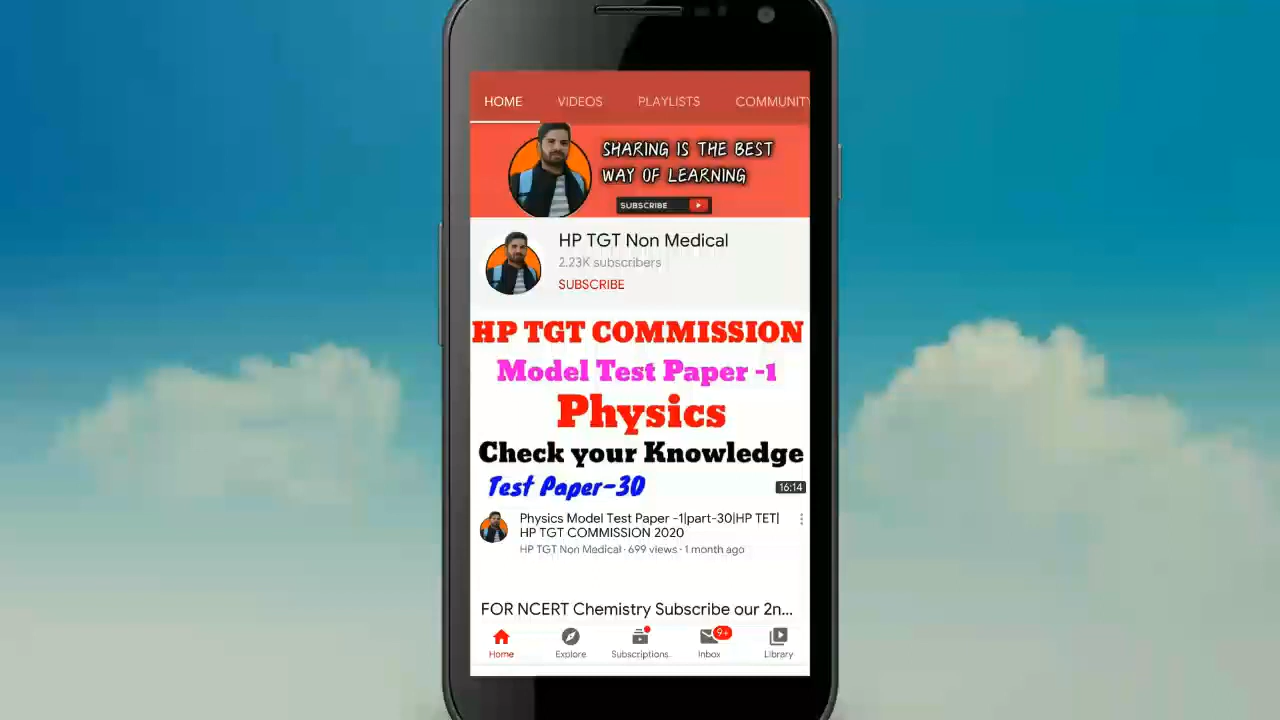 HOME VIDEOS PLAYLISTS COMMUNITY
SHARING IS THE BEST
WAY OF LEARNING
SUBSCRIBE
HP TGT Non Medical
2.23K subscribers
SUBSCRIBE
HP TGT COMMISSION
Model Test Paper -1
Physics
Check your Knowledge
Test Paper-30
16:14
Physics Model Test Paper -1|part-30|HP TET|
HP TGT COMMISSION 2020
HP TGT Non Medical · 699 views · 1 month ago
FOR NCERT Chemistry Subscribe our 2n...
9+
Home Explore Subscriptions Inbox Library